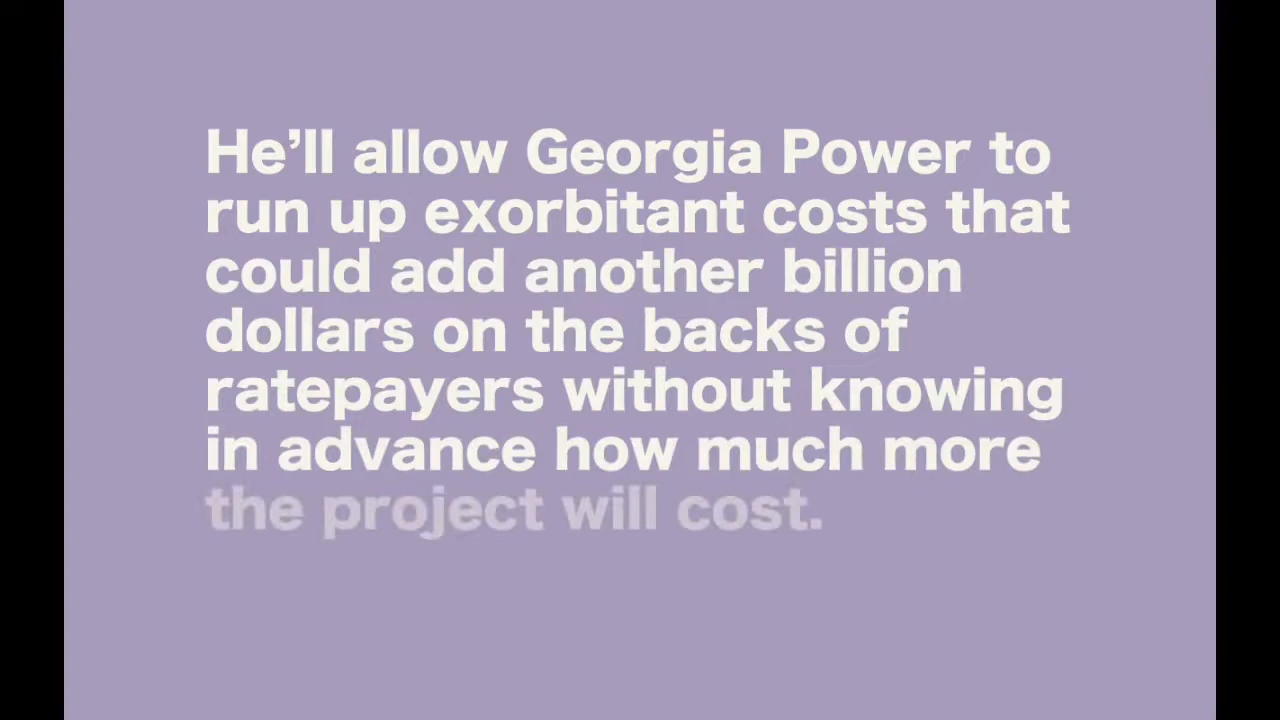 He’ll allow Georgia Power to
run up exorbitant costs that
could add another billion
dollars on the backs of
ratepayers without knowing
in advance how much more
the project will cost.